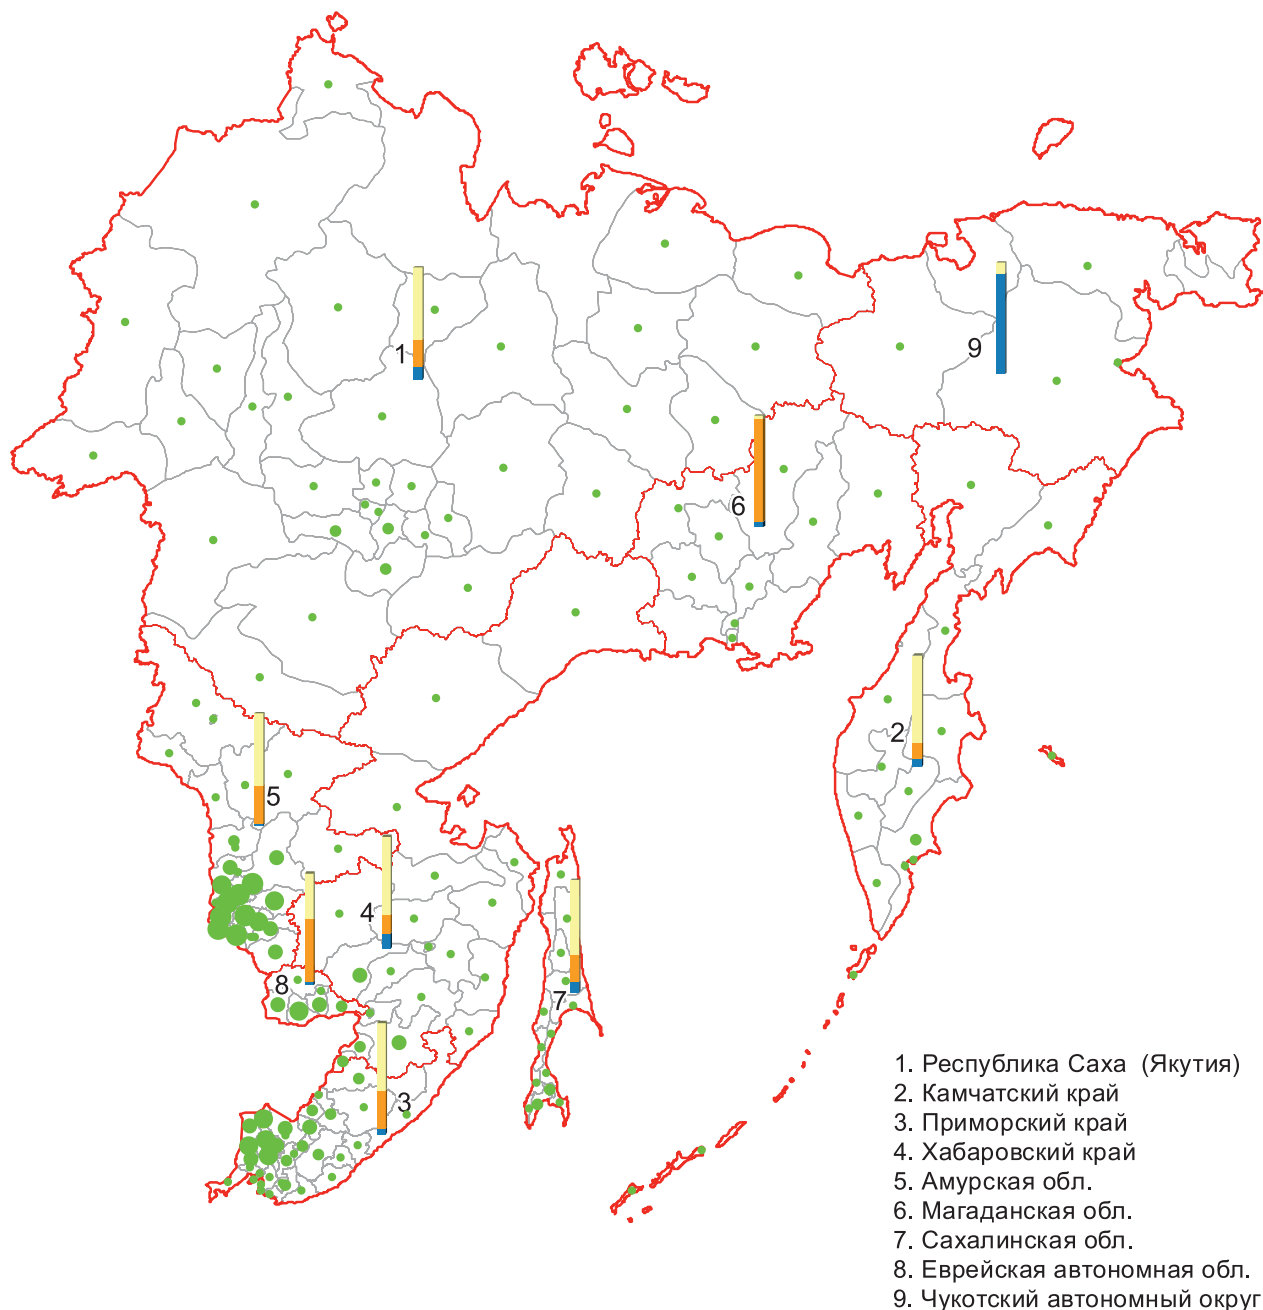 1
9
6
2
5
4
8
7
3
1. Республика Саха (Якутия)
2. Камчатский край
3. Приморский край
4. Хабаровский край
5. Амурская обл.
6. Магаданская обл.
7. Сахалинская обл.
8. Еврейская автономная обл.
9. Чукотский автономный округ